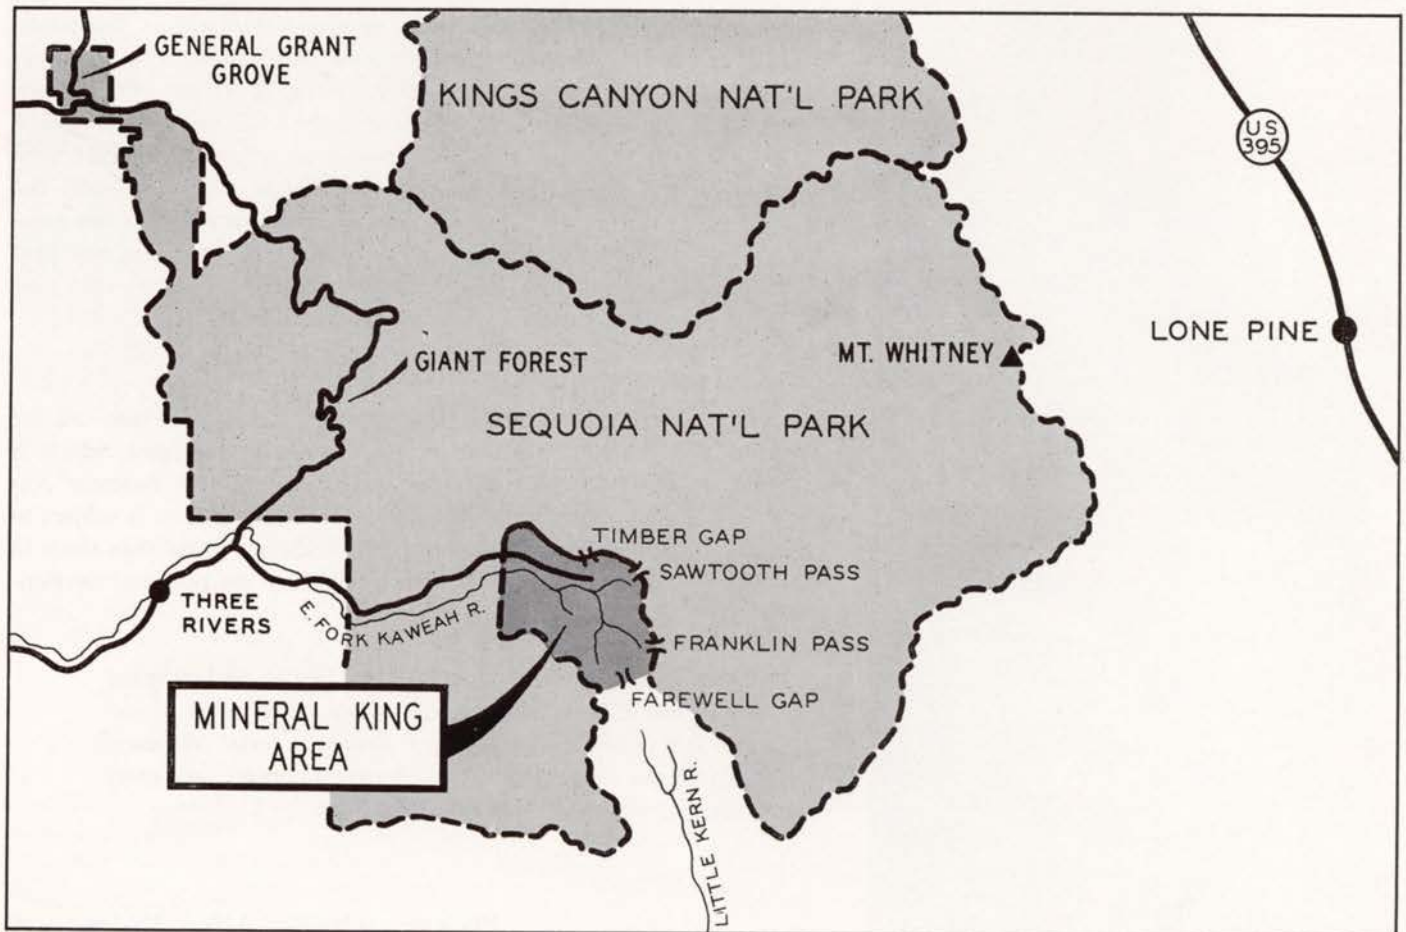 GENERAL GRANT
GROVE
KINGS CANYON NAT'L PARK
US
395
LONE PINE
MT. WHITNEY
GIANT FOREST
SEQUOIA NAT'L PARK
TIMBER GAP
SAWTOOTH PASS
THREE
RIVERS
E. FORK KAWEAH R.
FRANKLIN PASS
FAREWELL GAP
MINERAL KING
AREA
LITTLE KERN R.